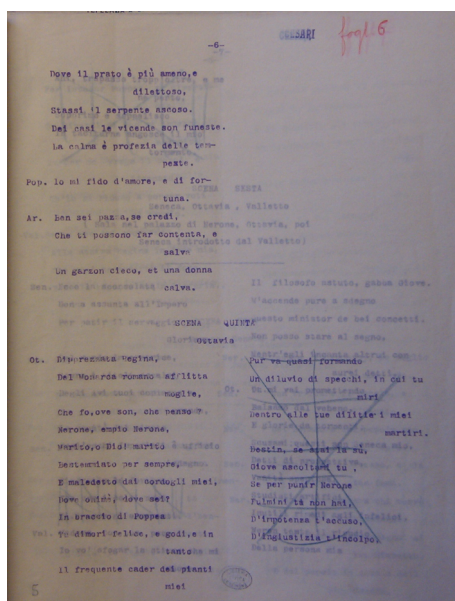 -6-
CORSARI
fogl. 6
Dove il prato è più ameno,e
dilettoso,
Stassi 'l serpente ascoso.
Dei casi le vicende son funeste.
La calma è profezia delle tem-
peste.
Pop. Io mi fido d'amore, e di for-
tuna.
Ar. Ben sei pazza,se credi,
Che ti possono far contenta, e
salva
Un garzon cieco, et una donna
calva.
SCENA QUINTA
Ottavia
Ot. Disprezzata Regina,
Del Monarca romano afflitta
moglie,
Che fo,ove son, che penso?
Nerone, empio Nerone,
Marito,o Dio! marito
Bestemmiato per sempre,
E maledetto dai cordogli miei,
Dove ohimè, dove sei?
In braccio di Poppea
Tu dimori felice, e godi,e in
tanto
Il frequente cader dei pianti
miei
Pur va quasi formando
Un diluvio di specchi, in cui tu
miri
Dentro alle tue dilitie i miei
martiri.
Destin, se stai là sù,
Giove ascoltami tu,
Se per punir Nerone
Fulmini tu non hai,
D'impotenza t'accuso,
D'ingiustizia t'incolpo.
5